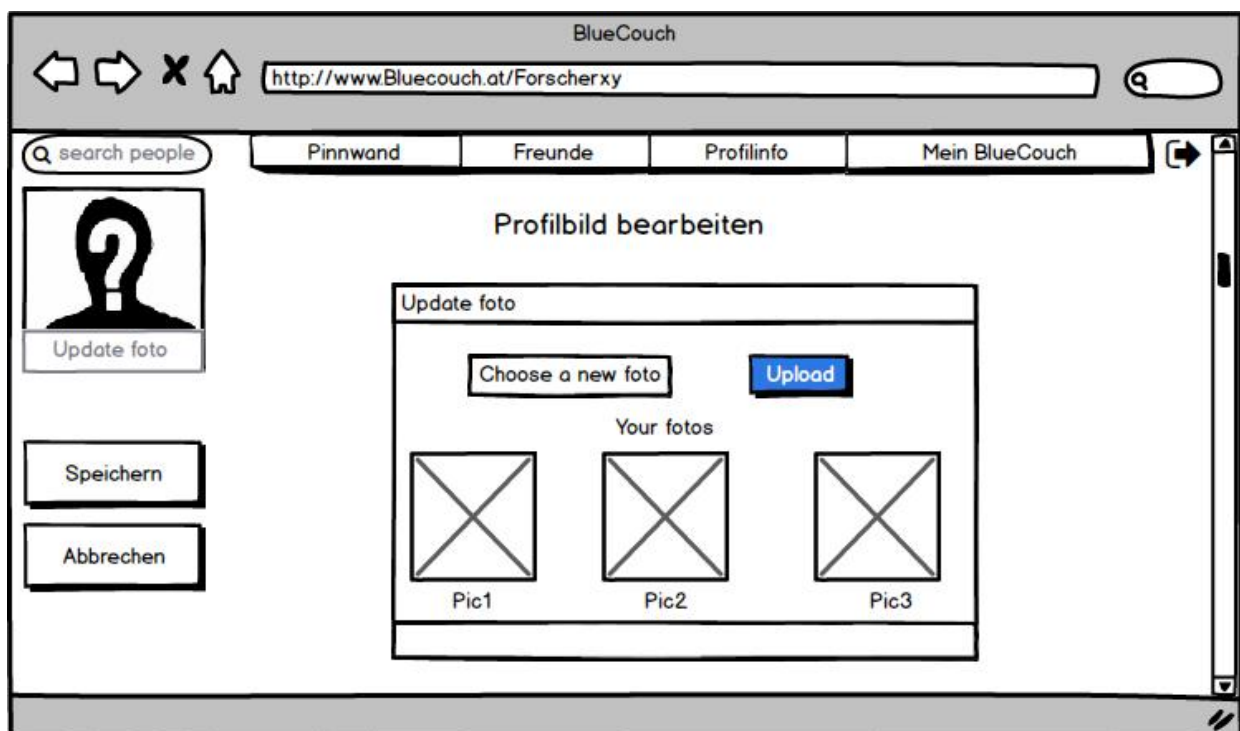 BlueCouch
http://www.Bluecouch.at/Forscherxy
search people
Pinnwand Freunde Profilinfo Mein BlueCouch
Profilbild bearbeiten
Update foto
Update foto
Choose a new foto Upload
Your fotos
Speichern
Abbrechen
Pic1 Pic2 Pic3